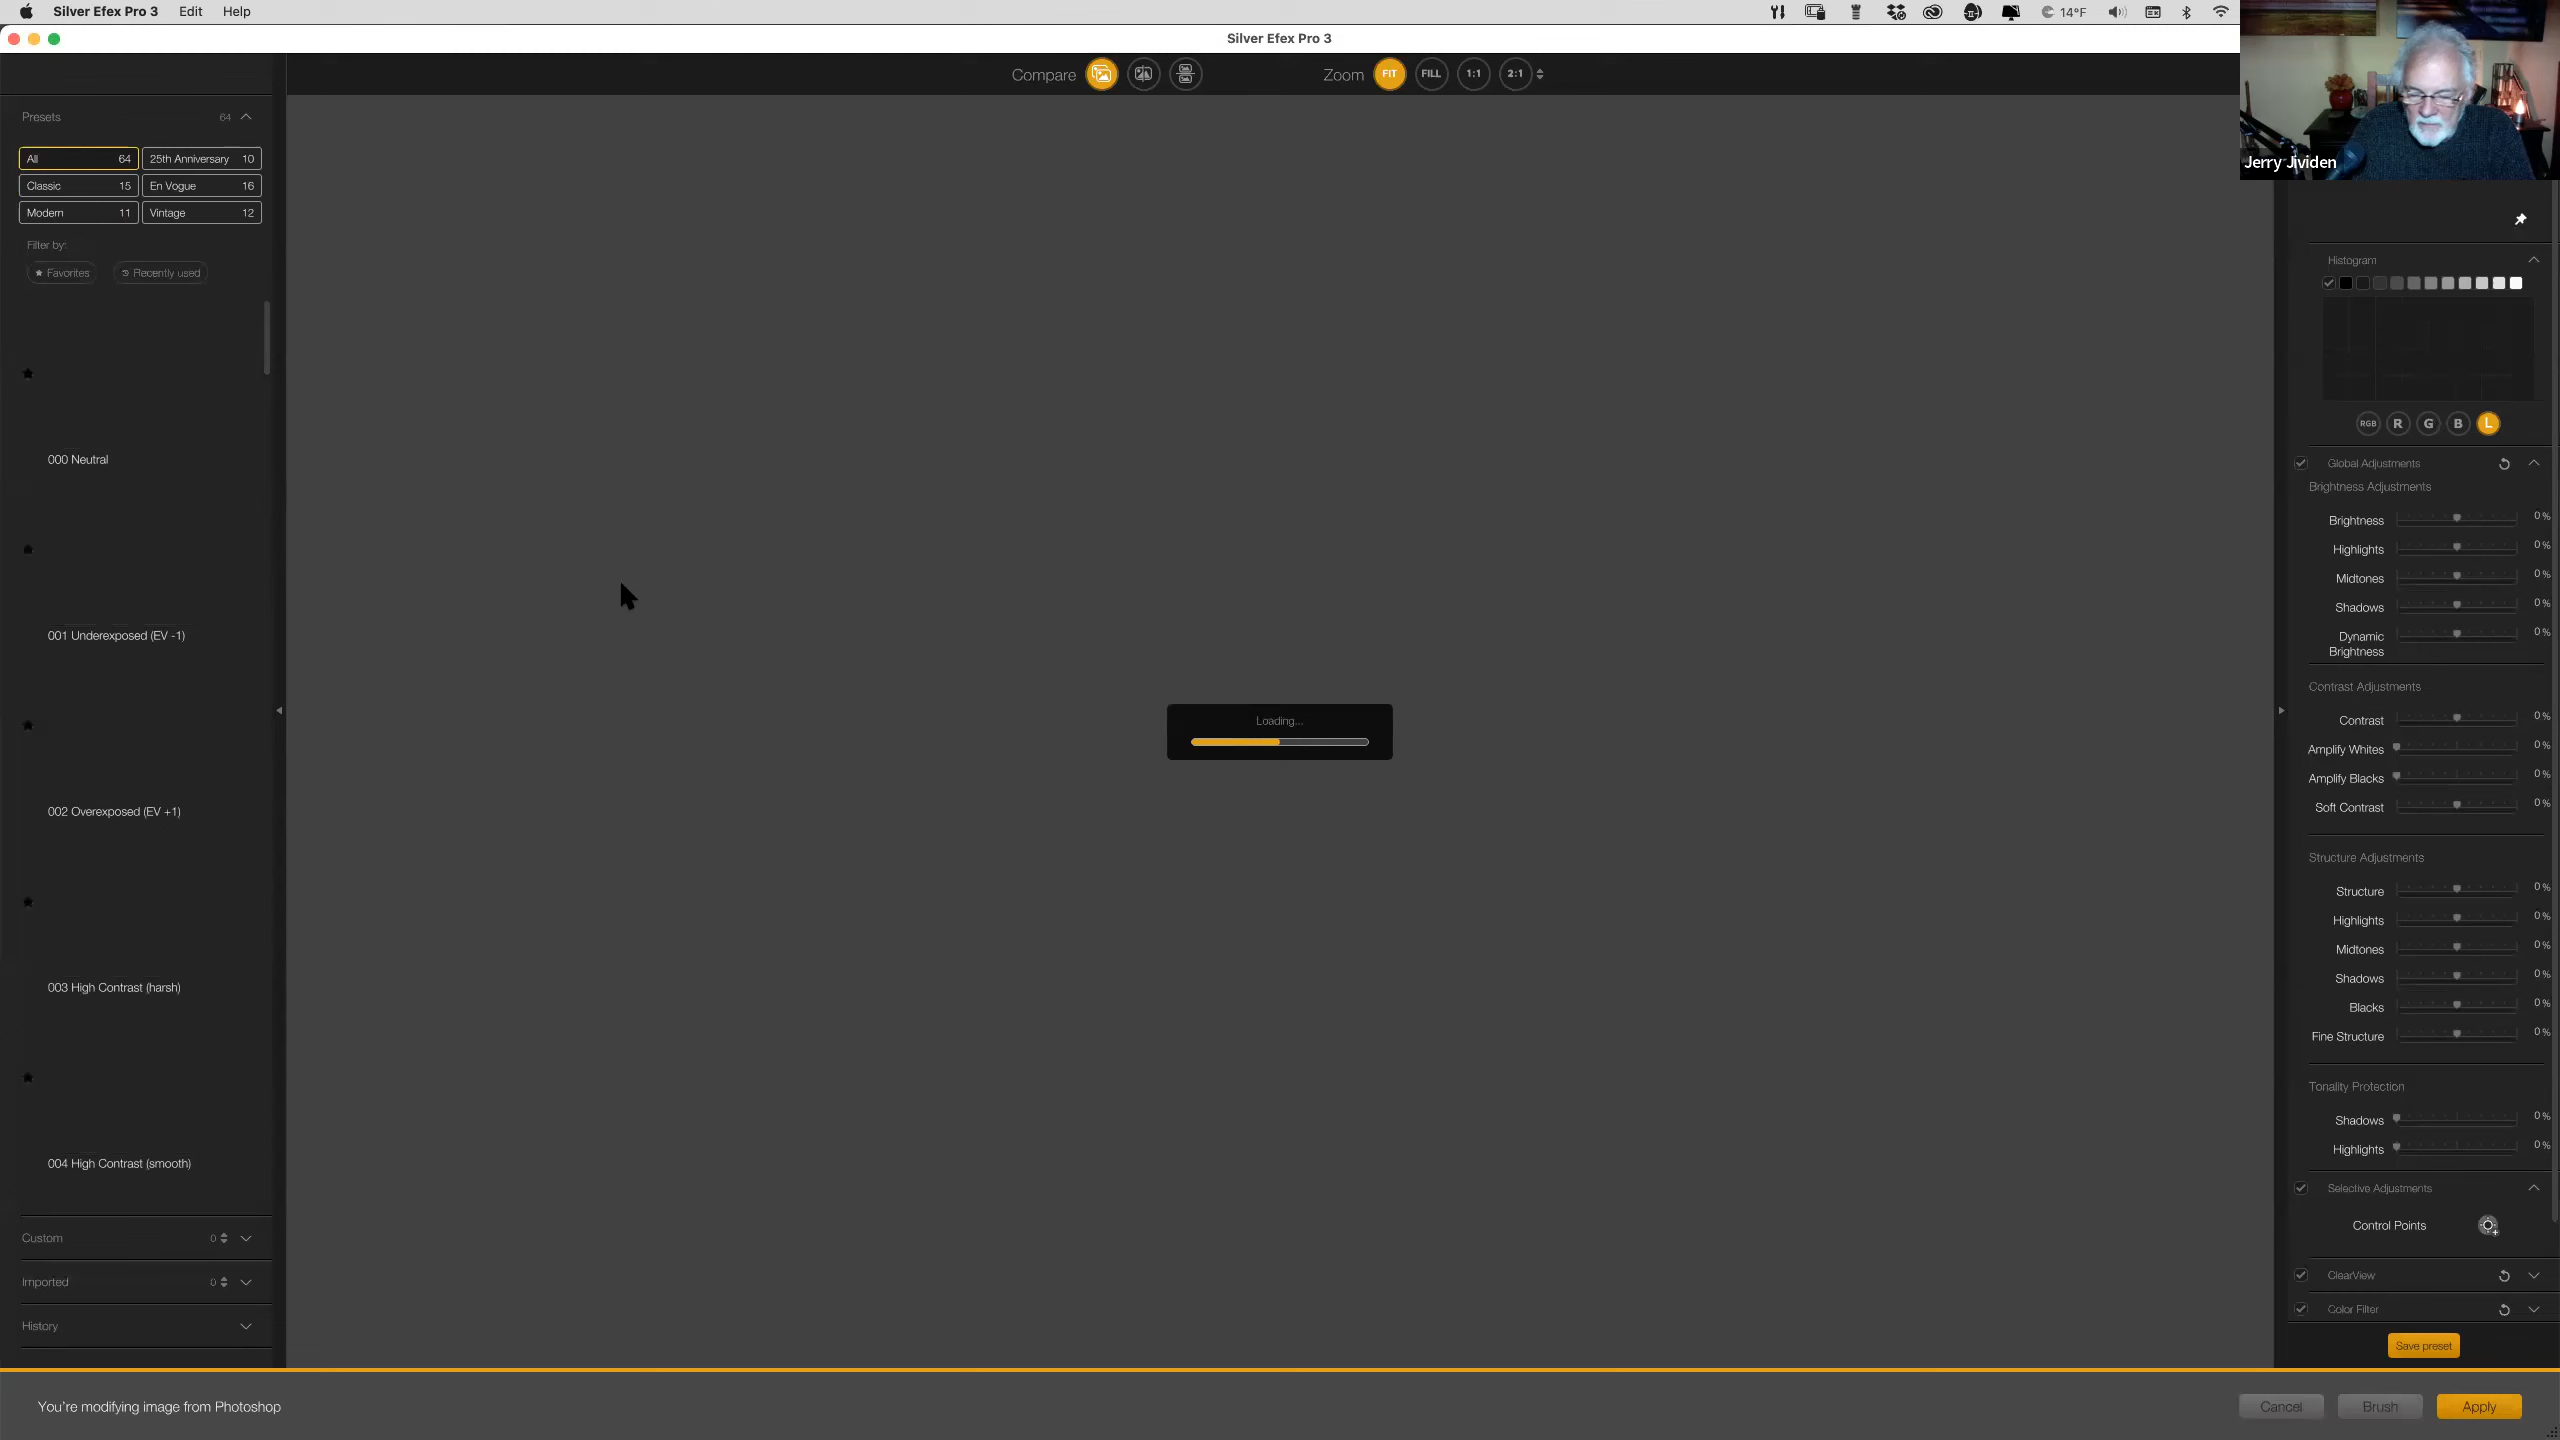 Silver Efex Pro 3 Edit Help
14°F
Silver Efex Pro 3
Compare Zoom FIT FILL 1:1 2:1
Jerry Jividen
Presets 64
All 64 25th Anniversary 10
Classic 15 En Vogue 16
Modern 11 Vintage 12
Filter by:
Favorites Recently used
000 Neutral
001 Underexposed (EV -1)
002 Overexposed (EV +1)
003 High Contrast (harsh)
004 High Contrast (smooth)
Custom 0
Imported 0
History
Loading...
Histogram
RGB R G B L
Global Adjustments
Brightness Adjustments
Brightness 0 %
Highlights 0 %
Midtones 0 %
Shadows 0 %
Dynamic 0 %
Brightness
Contrast Adjustments
Contrast 0 %
Amplify Whites 0 %
Amplify Blacks 0 %
Soft Contrast 0 %
Structure Adjustments
Structure 0 %
Highlights 0 %
Midtones 0 %
Shadows 0 %
Blacks 0 %
Fine Structure 0 %
Tonality Protection
Shadows 0 %
Highlights 0 %
Selective Adjustments
Control Points
ClearView
Color Filter
Save preset
You're modifying image from Photoshop
Cancel Brush Apply